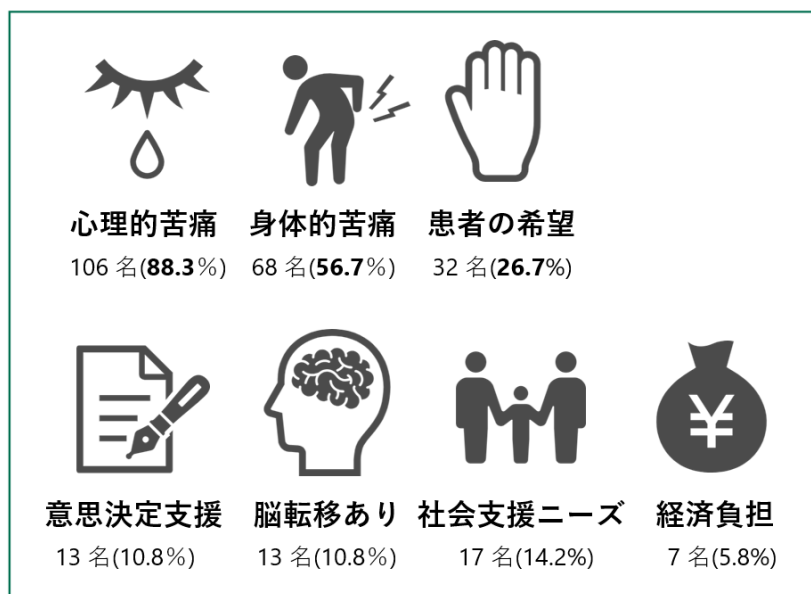 心理的苦痛 身体的苦痛 患者の希望
106 名(88.3％) 68 名(56.7％) 32 名(26.7%)
¥
意思決定支援 脳転移あり 社会支援ニーズ 経済負担
13 名(10.8％) 13 名(10.8％) 17 名(14.2%) 7 名(5.8%)